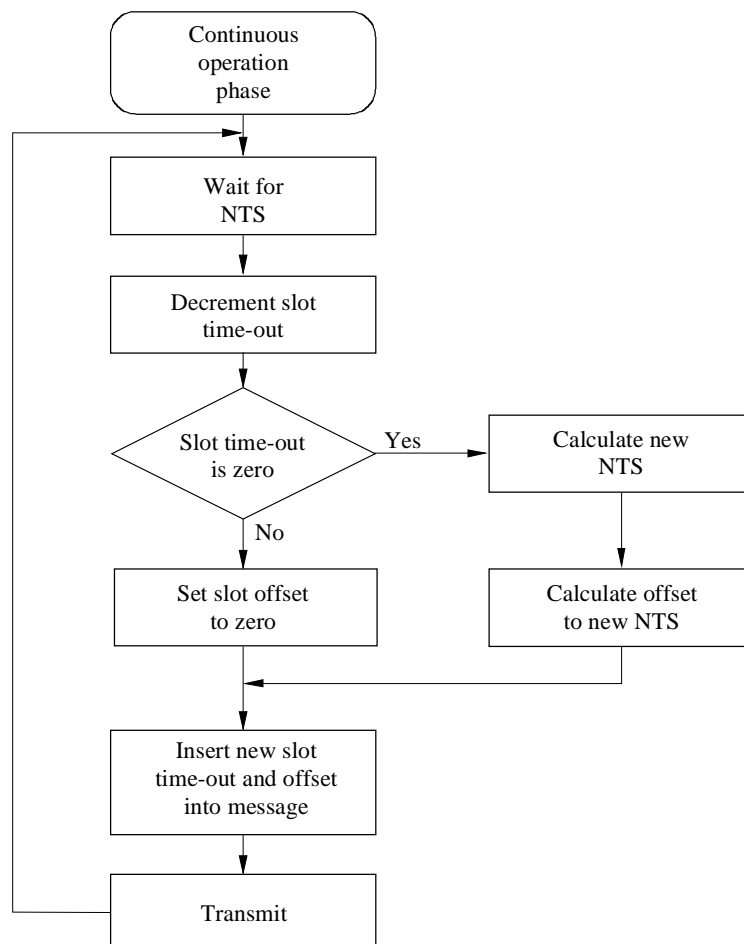 Continuous
operation
phase
Wait for
NTS
Decrement slot
time-out
Slot time-out
is zero
Yes
Calculate new
NTS
No
Set slot offset
to zero
Calculate offset
to new NTS
Insert new slot
time-out and offset
into message
Transmit